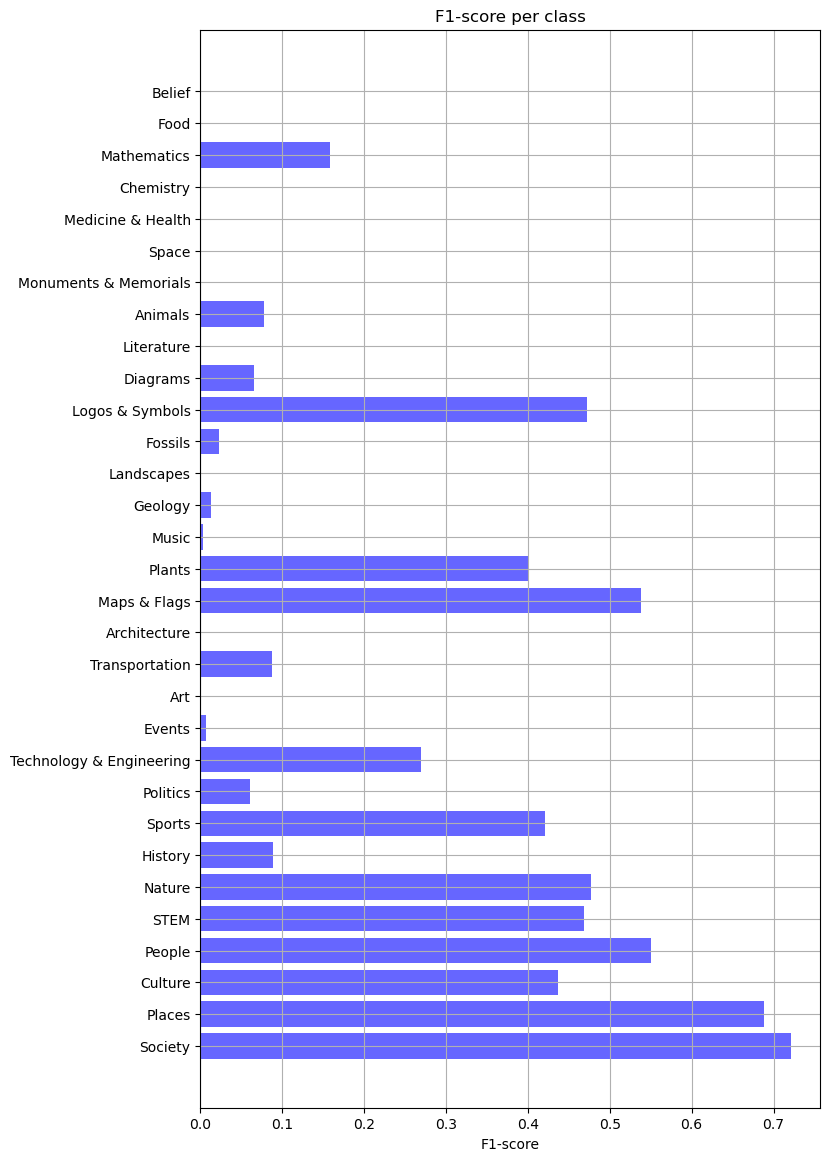 F1-score per class
Belief
Food
Mathematics
Chemistry
Medicine & Health
Space
Monuments & Memorials
Animals
Literature
Diagrams
Logos & Symbols
Fossils
Landscapes
Geology
Music
Plants
Maps & Flags
Architecture
Transportation
Art
Events
Technology & Engineering
Politics
Sports
History
Nature
STEM
People
Culture
Places
Society
0.0 0.1 0.2 0.3 0.4 0.5 0.6 0.7
F1-score